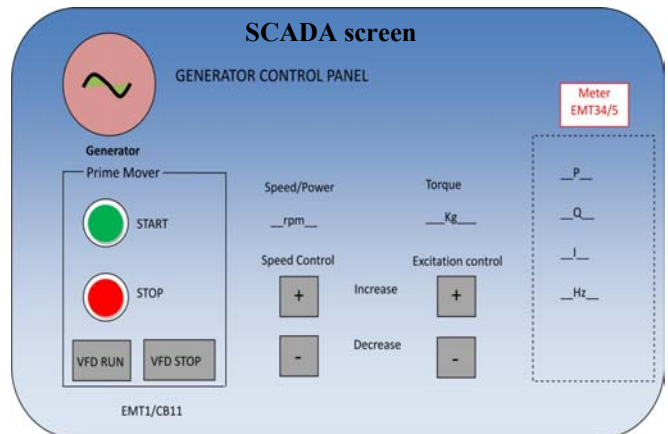 SCADA screen
GENERATOR CONTROL PANEL
Meter
EMT34/5
Generator
Prime Mover
START
STOP
VFD RUN
VFD STOP
EMT1/CB11
Speed/Power
Torque
__rpm__
___Kg___
Speed Control
Excitation control
+
Increase
+
-
Decrease
-
__P__
__Q__
__I__
__Hz__